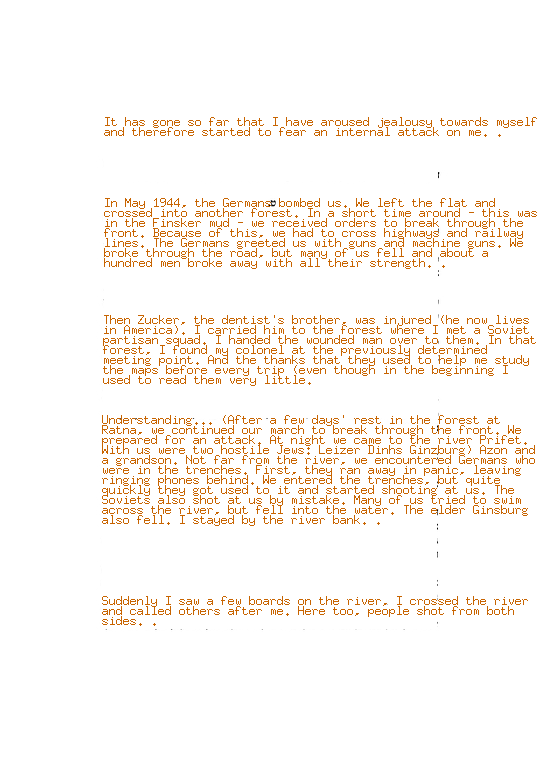 It has gone so far that I have aroused jealousy towards myself
and therefore started to fear an internal attack on me. .
In May 1944, the Germans bombed us. We left the flat and
crossed into another forest. In a short time around - this was
in the Finsker mud - we received orders to break through the
front. Because of this, we had to cross highways and railway
lines. The Germans greeted us with guns and machine guns. We
broke through the road, but many of us fell and about a
hundred men broke away with all their strength. .
Then Zucker, the dentist's brother, was injured (he now lives
in America). I carried him to the forest where I met a Soviet
partisan squad. I handed the wounded man over to them. In that
forest, I found my colonel at the previously determined
meeting point. And the thanks that they used to help me study
the maps before every trip (even though in the beginning I
used to read them very little.
Understanding... (After a few days' rest in the forest at
Ratna, we continued our march to break through the front. We
prepared for an attack. At night we came to the river Prifet.
With us were two hostile Jews: Leizer Dinhs Ginzburg) Azon and
a grandson. Not far from the river, we encountered Germans who
were in the trenches. First, they ran away in panic, leaving
ringing phones behind. We entered the trenches, but quite
quickly they got used to it and started shooting at us. The
Soviets also shot at us by mistake. Many of us tried to swim
across the river, but fell into the water. The elder Ginsburg
also fell. I stayed by the river bank. .
Suddenly I saw a few boards on the river, I crossed the river
and called others after me. Here too, people shot from both
sides. .